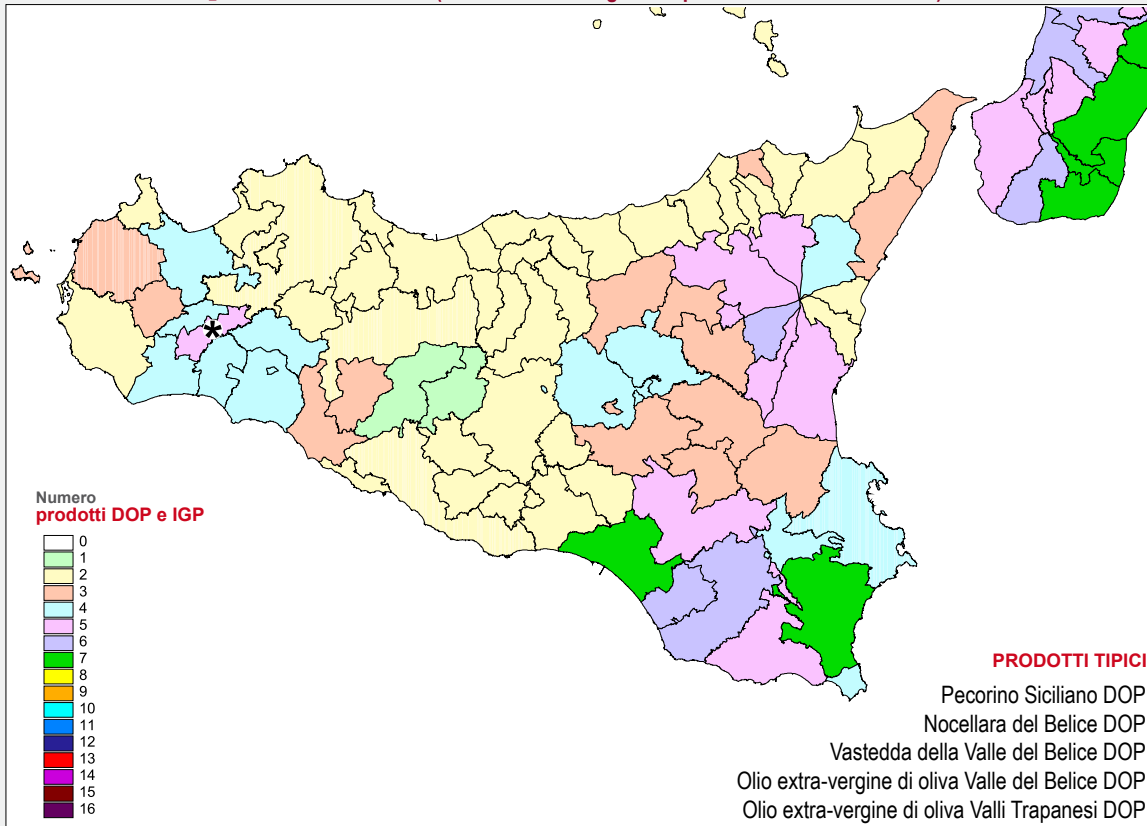 Numero
prodotti DOP e IGP
0
1
2
3
4
5
6
7
8
9
10
11
12
13
14
15
16
*
PRODOTTI TIPICI
Pecorino Siciliano DOP
Nocellara del Belice DOP
Vastedda della Valle del Belice DOP
Olio extra-vergine di oliva Valle del Belice DOP
Olio extra-vergine di oliva Valli Trapanesi DOP